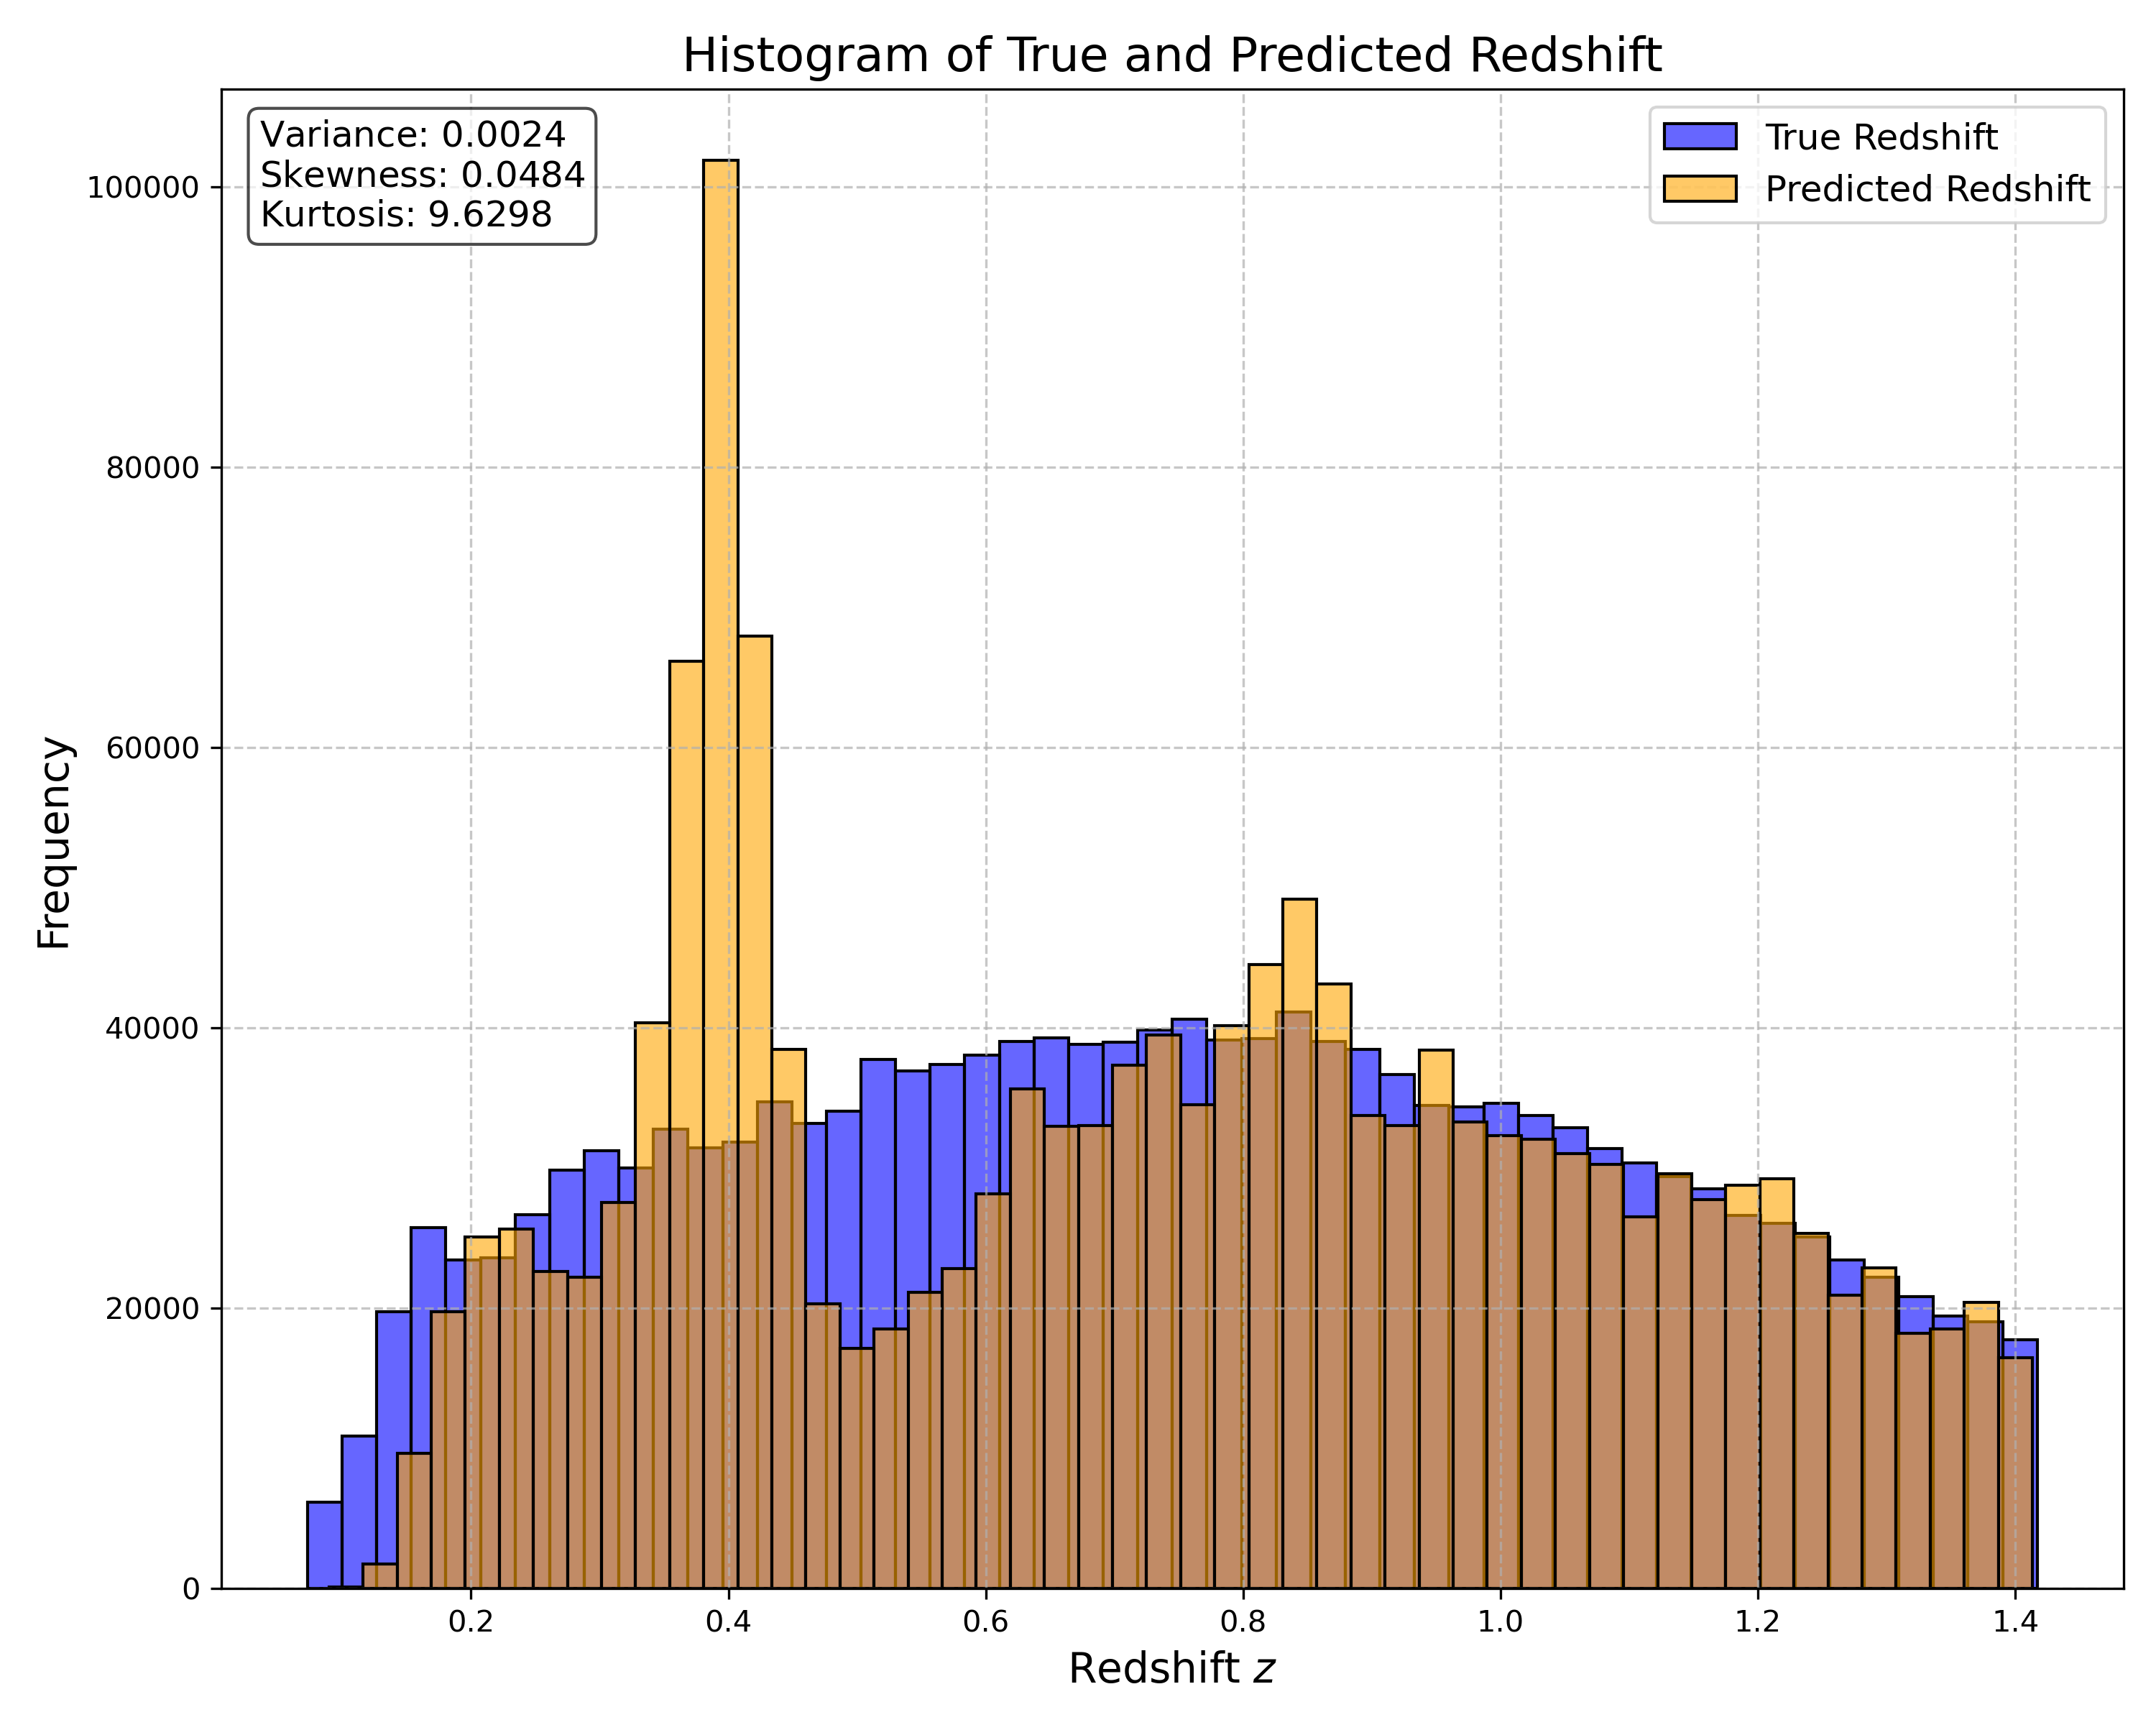 Histogram of True and Predicted Redshift
Variance: 0.0024
Skewness: 0.0484
Kurtosis: 9.6298
True Redshift
Predicted Redshift
100000
80000
60000
40000
20000
0
Frequency
0.2 0.4 0.6 0.8 1.0 1.2 1.4
Redshift z